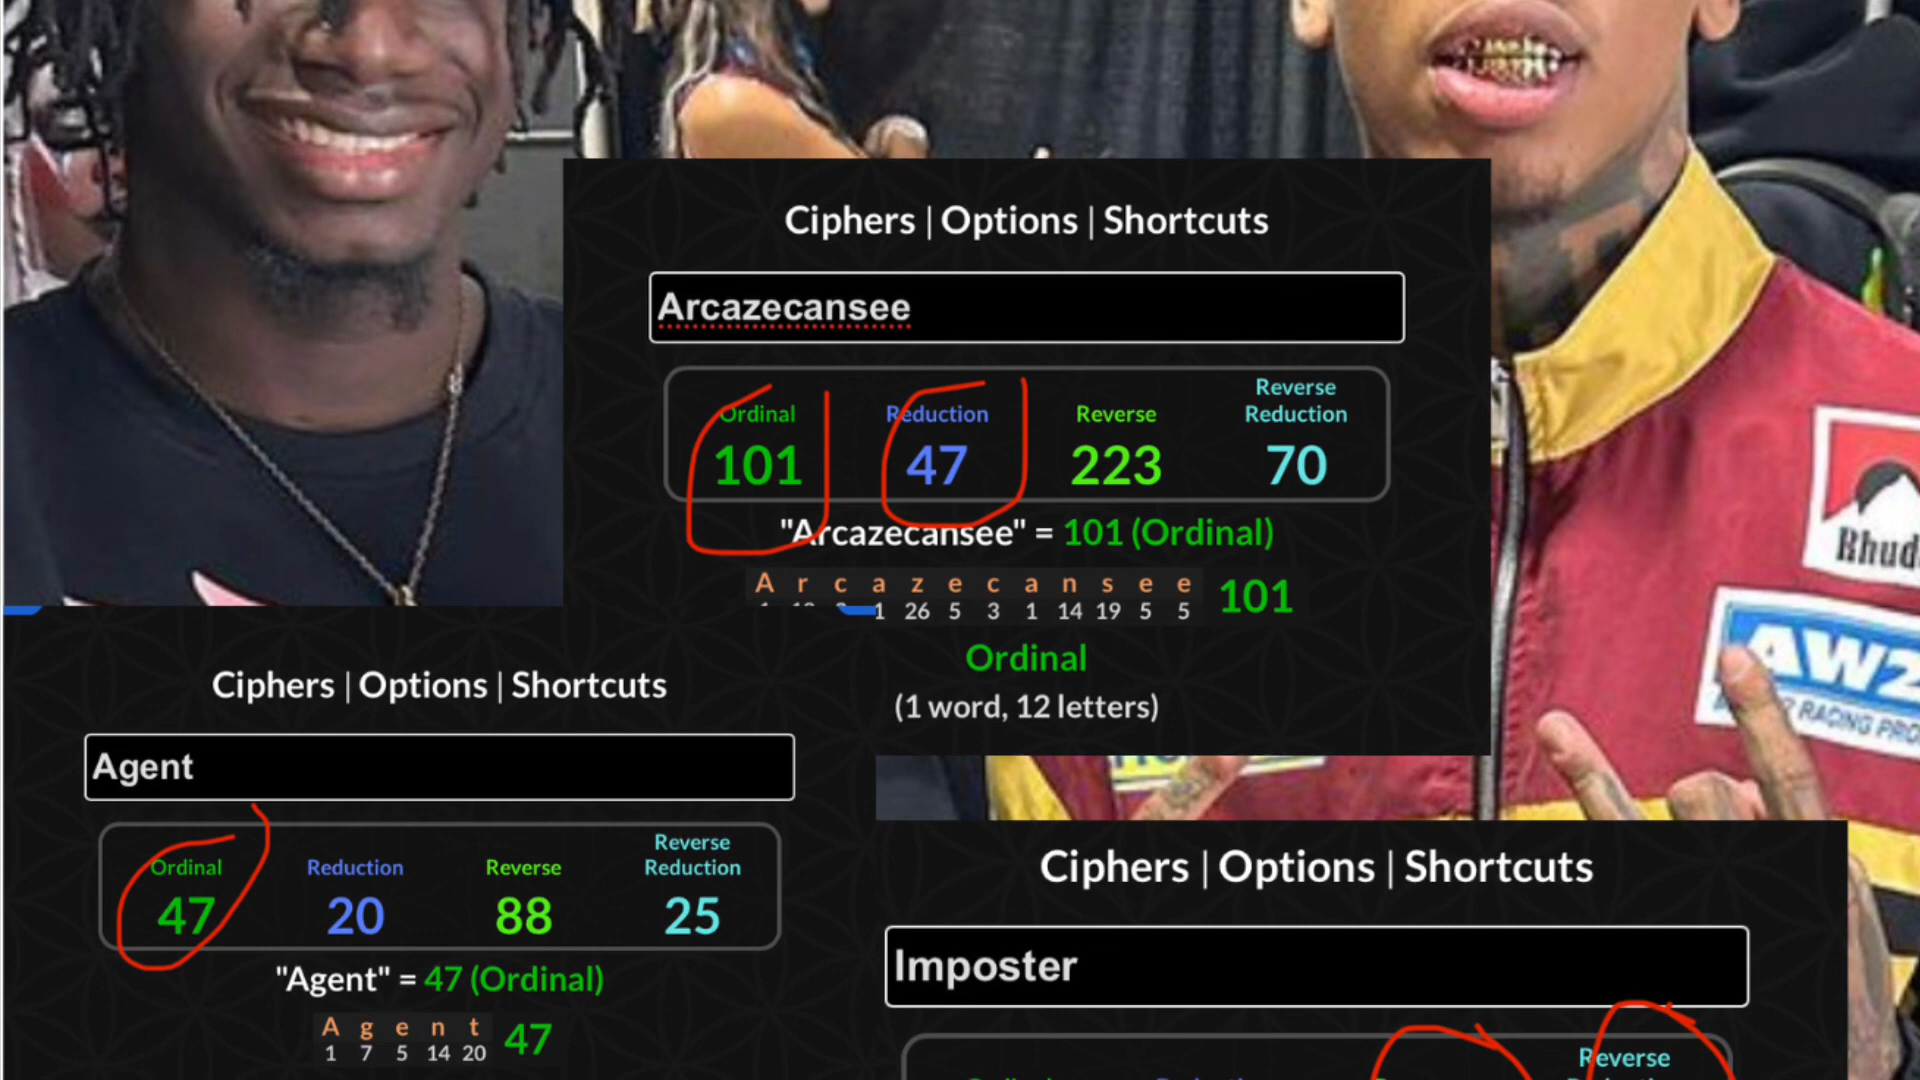 Ciphers | Options | Shortcuts
Arcazecansee
Ordinal Reduction Reverse Reverse Reduction
101 47 223 70
"Arcazecansee" = 101 (Ordinal)
A r c a z e c a n s e e 101
1 26 5 3 1 14 19 5 5
Ordinal
(1 word, 12 letters)
Rhud
AWZ
RACING PRO
Ciphers | Options | Shortcuts
Agent
Ordinal Reduction Reverse Reverse Reduction
47 20 88 25
"Agent" = 47 (Ordinal)
A g e n t 47
1 7 5 14 20
Ciphers | Options | Shortcuts
Imposter
Reverse